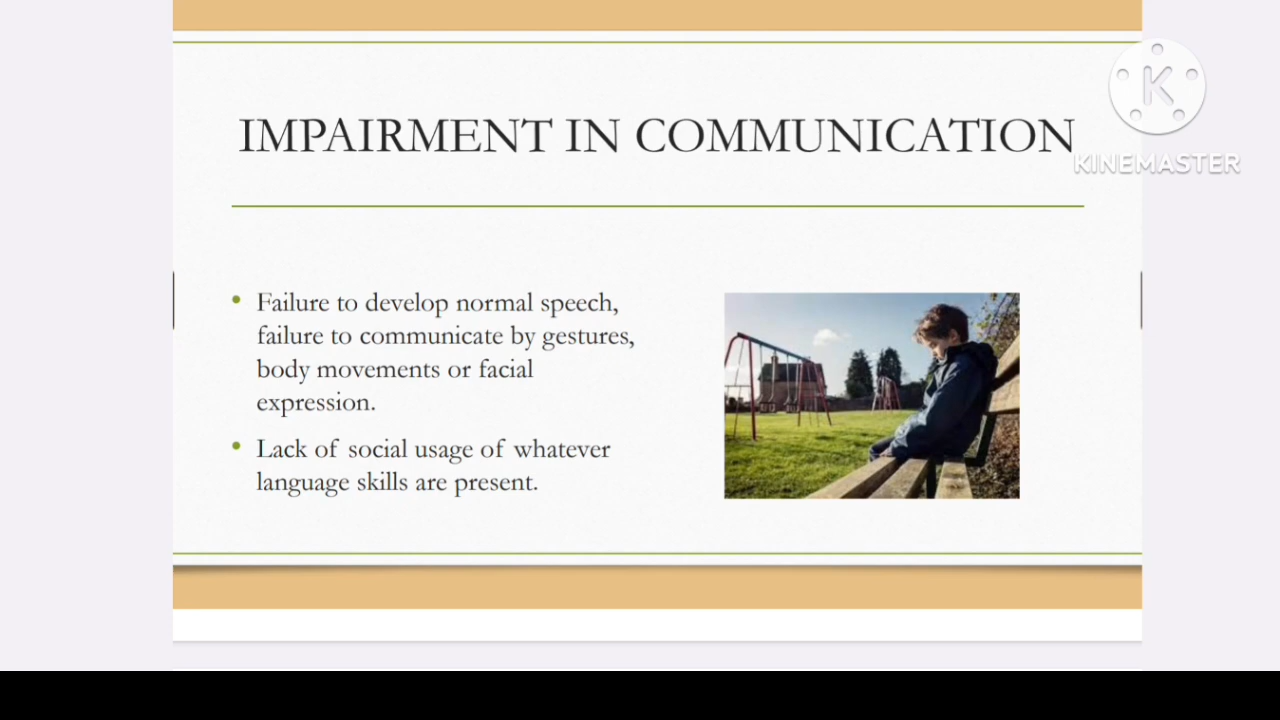 IMPAIRMENT IN COMMUNICATION
K
KINEMASTER
• Failure to develop normal speech,
failure to communicate by gestures,
body movements or facial
expression.
• Lack of social usage of whatever
language skills are present.